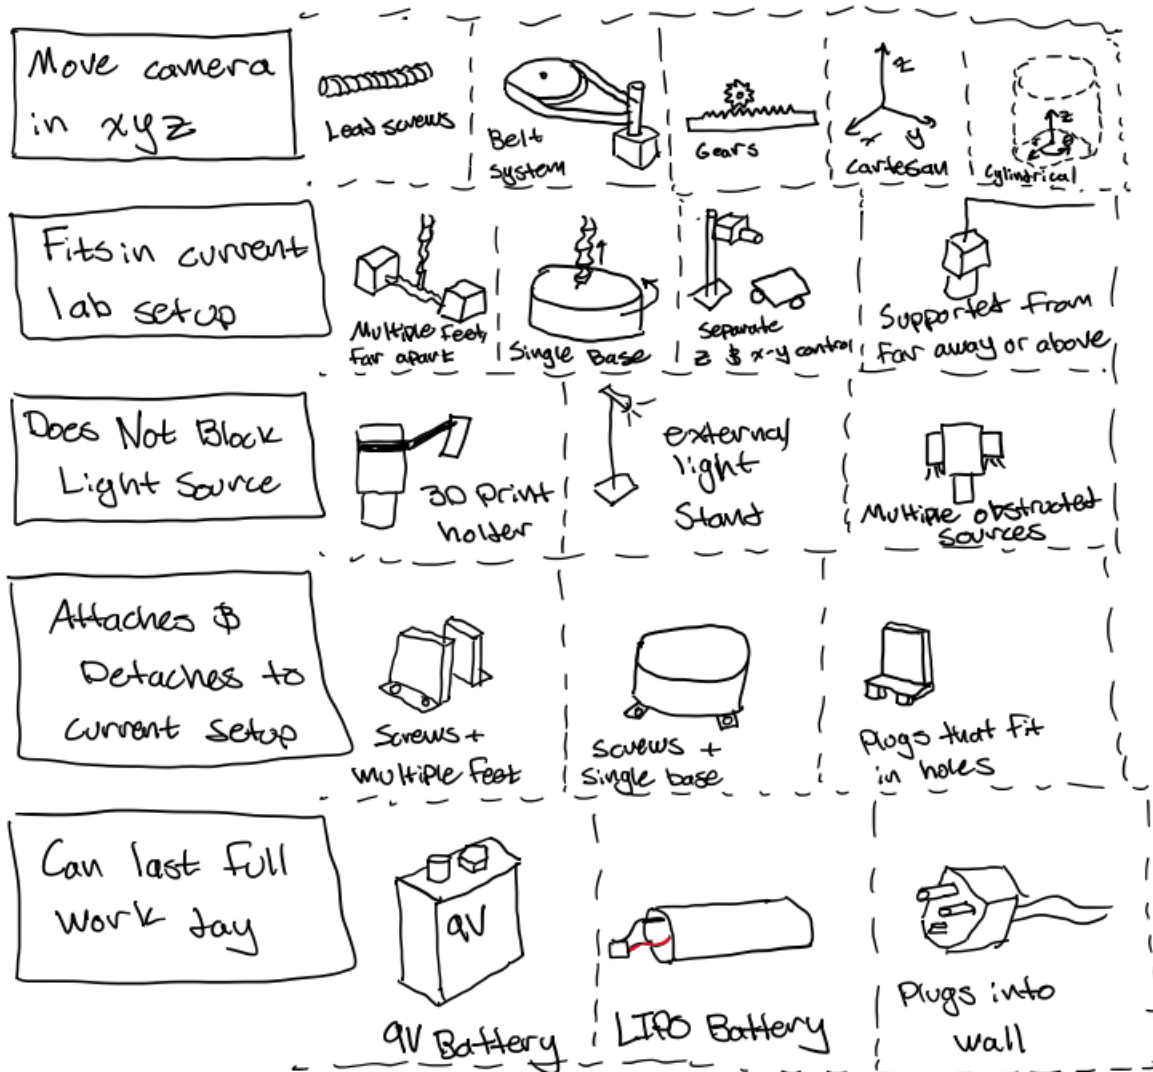 Move camera
in xyz
Lead screws
Belt
system
Gears
z
x
y
Cartesian
z
r
θ
Cylindrical
Fits in current
lab setup
Multiple feet,
far apart
Single Base
Separate
z & x-y control
Supported from
far away or above
Does Not Block
Light Source
3D Print
holder
external
light
Stand
Multiple obstructed
sources
Attaches &
Detaches to
current setup
Screws +
multiple feet
Screws +
Single base
Plugs that fit
in holes
Can last full
work day
9V
9V Battery
LIPO Battery
Plugs into
wall